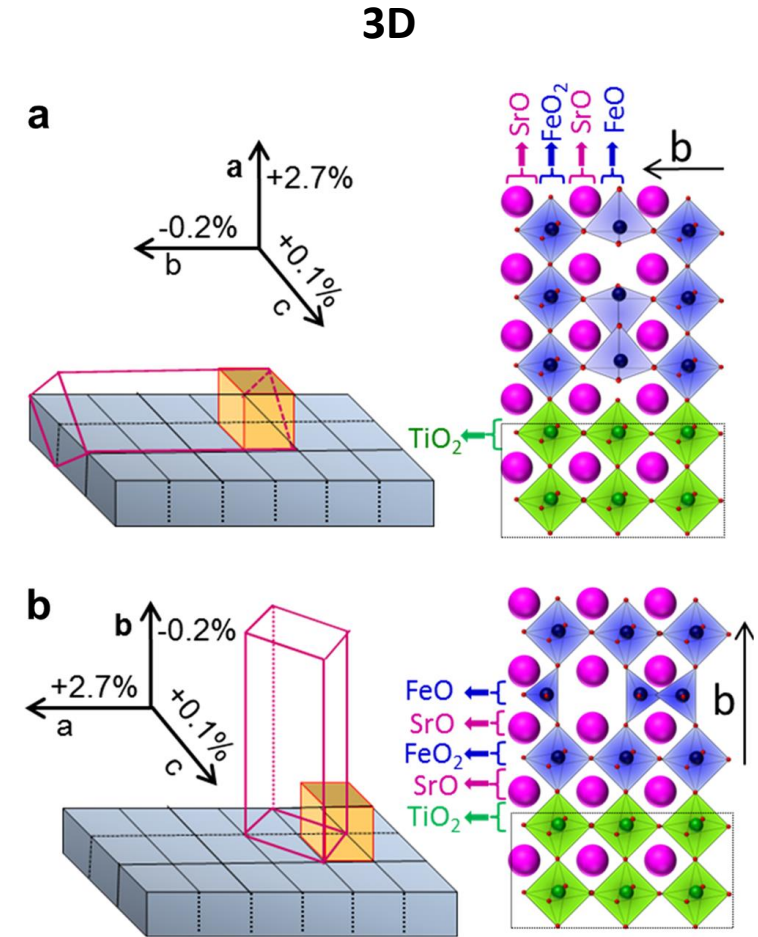 3D
a
SrO
FeO2
SrO
FeO
b
a
+2.7%
-0.2%
b
+0.1%
c
TiO2
b
b
-0.2%
+2.7%
a
+0.1%
c
FeO
SrO
FeO2
SrO
TiO2
b